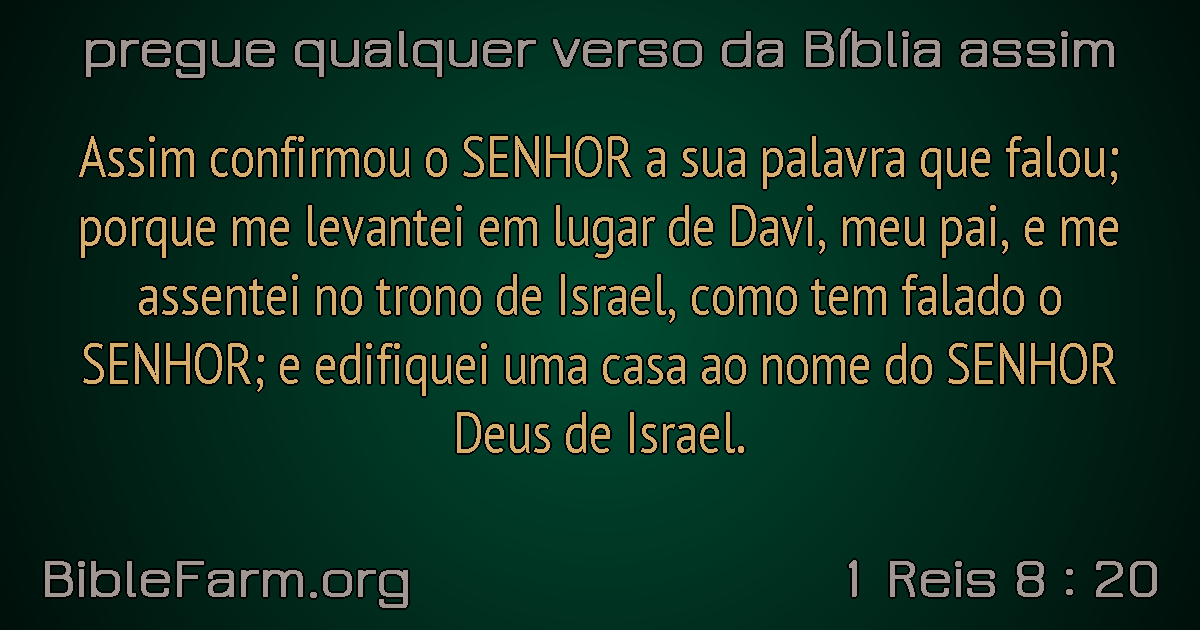 pregue qualquer verso da Bíblia assim
Assim confirmou o SENHOR a sua palavra que falou;
porque me levantei em lugar de Davi, meu pai, e me
assentei no trono de Israel, como tem falado o
SENHOR; e edifiquei uma casa ao nome do SENHOR
Deus de Israel.
BibleFarm.org
1 Reis 8 : 20